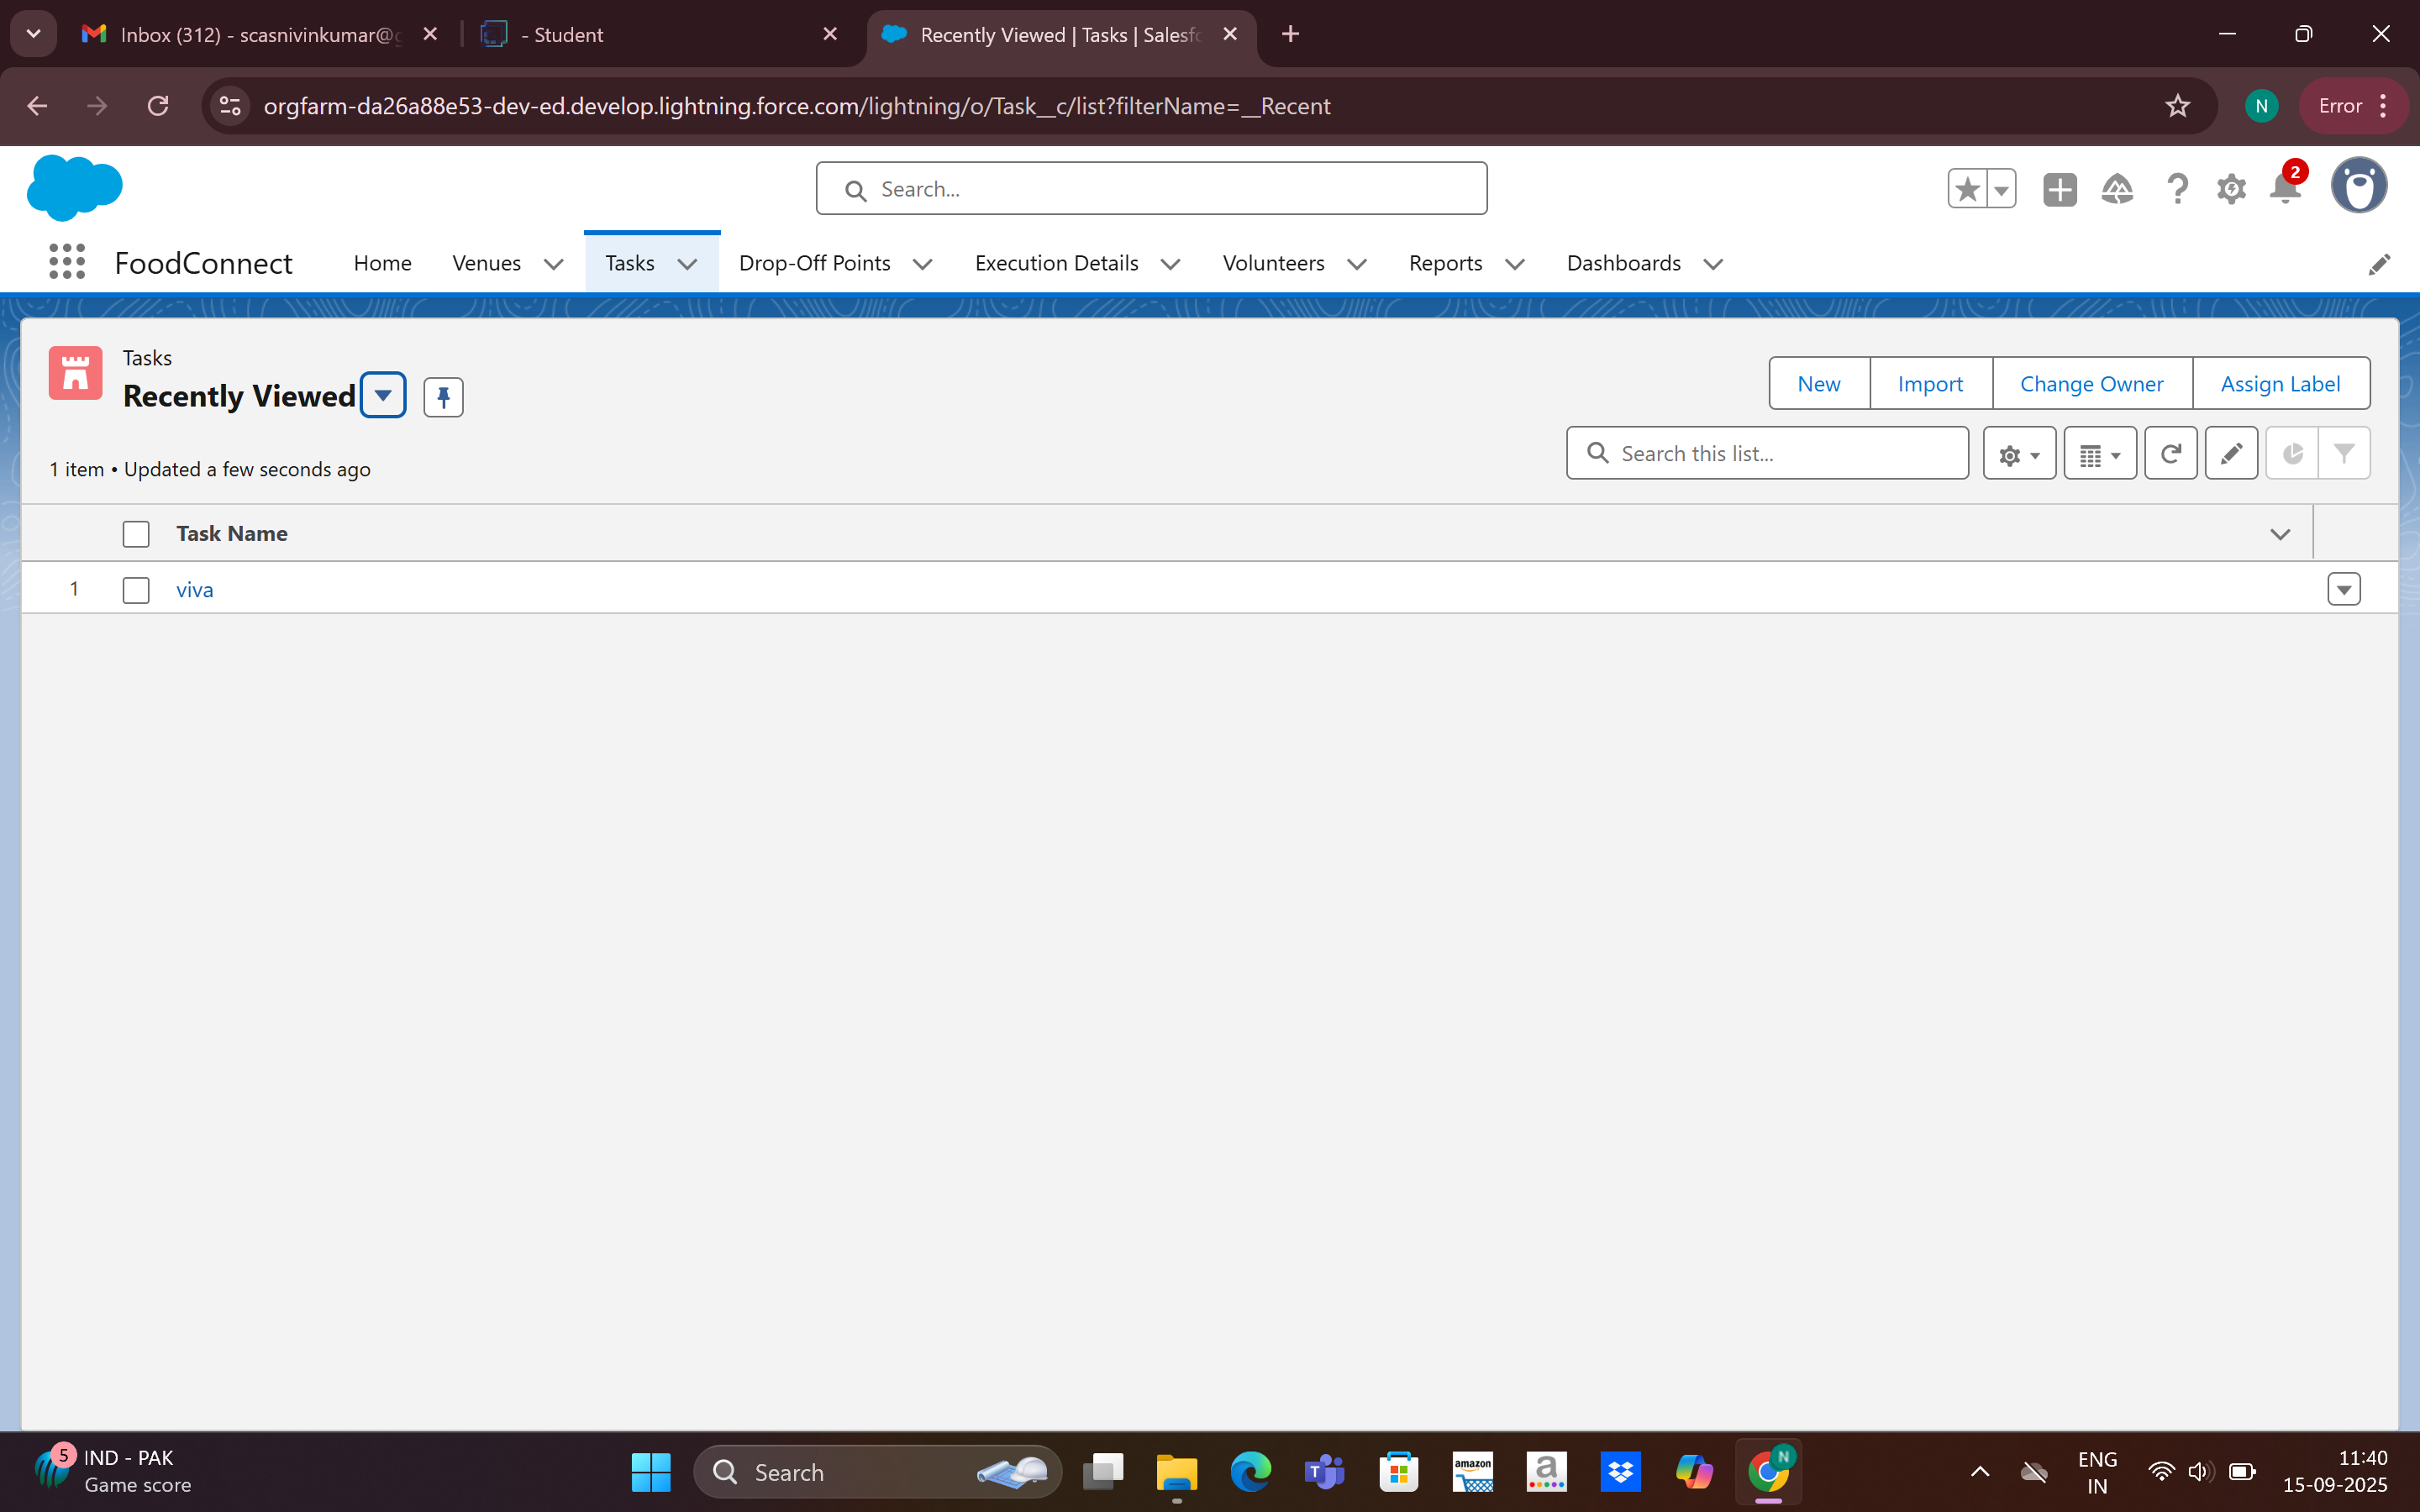 Inbox (312) - scasnivinkumar@g
- Student
Recently Viewed | Tasks | Salesfo
orgfarm-da26a88e53-dev-ed.develop.lightning.force.com/lightning/o/Task__c/list?filterName=__Recent
N
Error
Search...
2
FoodConnect
Home
Venues
Tasks
Drop-Off Points
Execution Details
Volunteers
Reports
Dashboards
Tasks
Recently Viewed
New
Import
Change Owner
Assign Label
1 item • Updated a few seconds ago
Search this list...
Task Name
1
viva
5
IND - PAK
Game score
Search
T
amazon
a
N
ENG
IN
11:40
15-09-2025